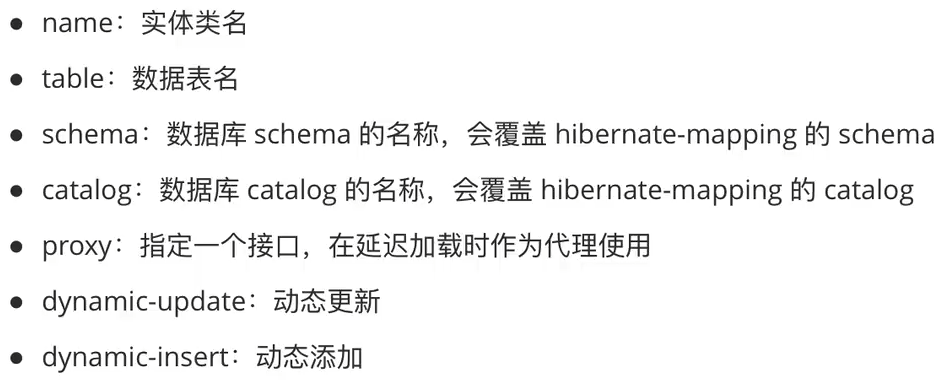 ● name：实体类名
● table：数据表名
● schema：数据库 schema 的名称，会覆盖 hibernate-mapping 的 schema
● catalog：数据库 catalog 的名称，会覆盖 hibernate-mapping 的 catalog
● proxy：指定一个接口，在延迟加载时作为代理使用
● dynamic-update：动态更新
● dynamic-insert：动态添加